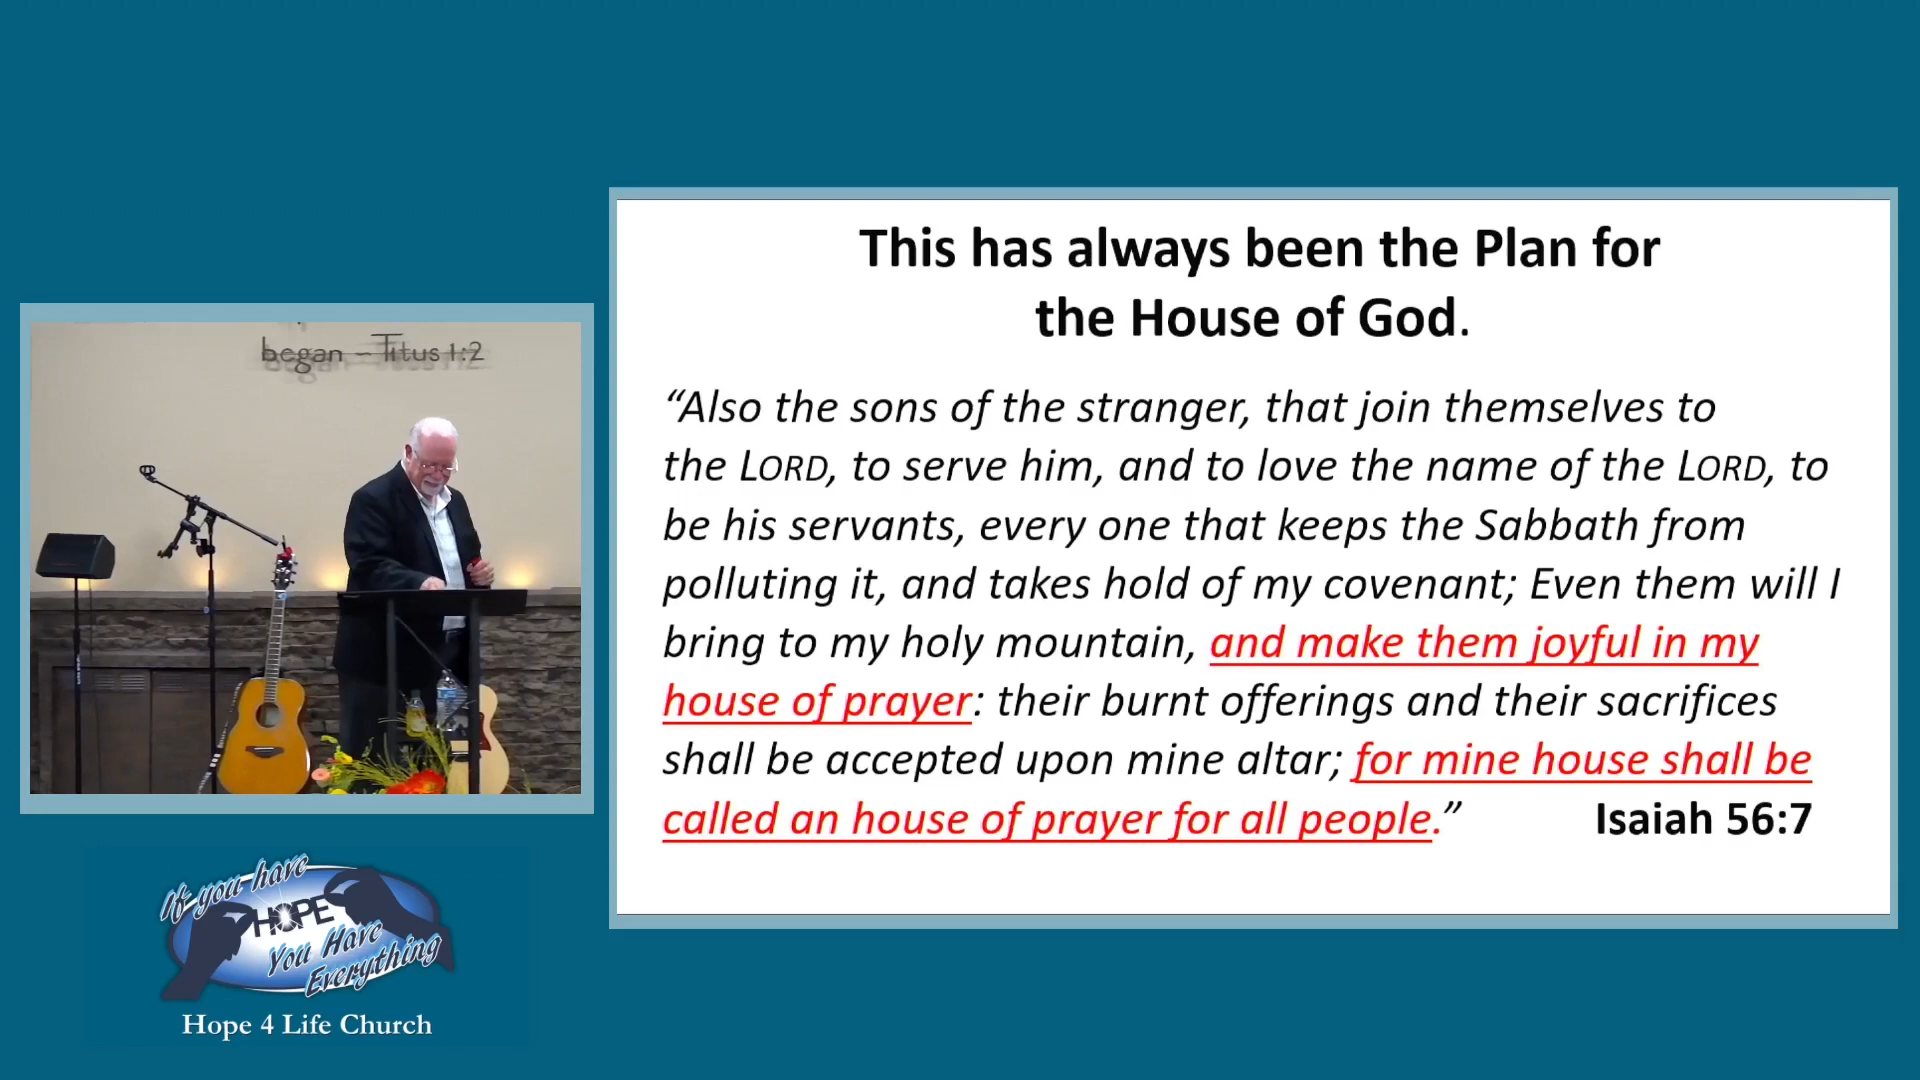 began – Titus 1:2
This has always been the Plan for
the House of God.
“Also the sons of the stranger, that join themselves to
the LORD, to serve him, and to love the name of the LORD, to
be his servants, every one that keeps the Sabbath from
polluting it, and takes hold of my covenant; Even them will I
bring to my holy mountain, and make them joyful in my
house of prayer: their burnt offerings and their sacrifices
shall be accepted upon mine altar; for mine house shall be
called an house of prayer for all people.” Isaiah 56:7
If you have
HOPE
You Have
Everything
Hope 4 Life Church